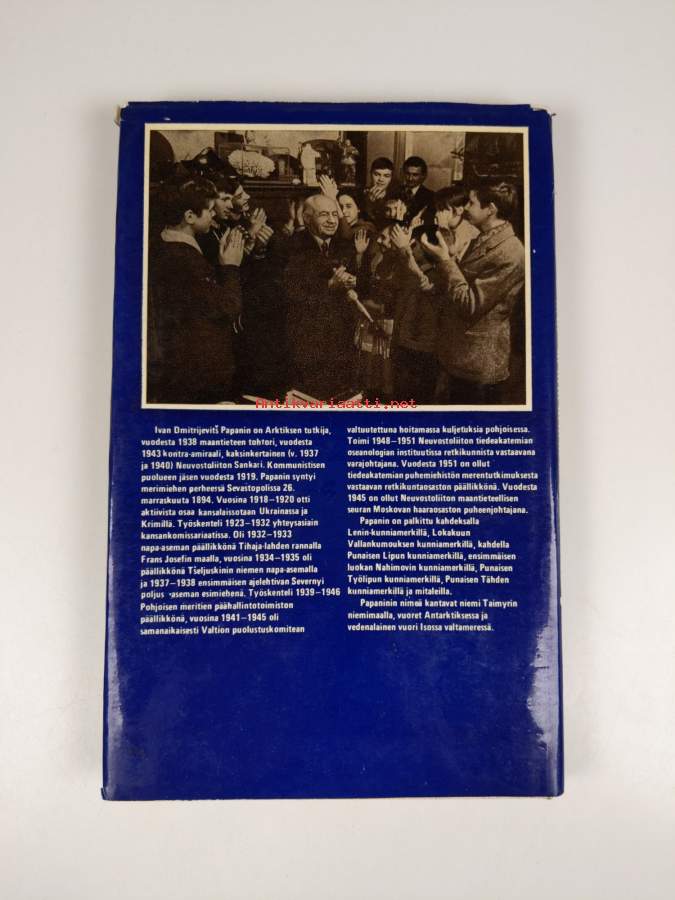 Antikvariaatti.net
Ivan Dmitrijevitš Papanin on Arktiksen tutkija,
vuodesta 1938 maantieteen tohtori, vuodesta
1943 kontra-amiraali, kaksinkertainen (v. 1937
ja 1940) Neuvostoliiton Sankari. Kommunistisen
puolueen jäsen vuodesta 1919. Papanin syntyi
merimiehen perheessä Sevastopolissa 26.
marraskuuta 1894. Vuosina 1918–1920 otti
aktiivista osaa kansalaissotaan Ukrainassa ja
Krimillä. Työskenteli 1923–1932 yhteysasiain
kansankomissariaatissa. Oli 1932–1933
napa-aseman päällikkönä Tihaja-lahden rannalla
Frans Josefin maalla, vuosina 1934–1935 oli
päällikkönä Tšeljuskinin niemen napa-asemalla
ja 1937–1938 ensimmäisen ajelehtivan Severnyi
poljus -aseman esimiehenä. Työskenteli 1939–1946
Pohjoisen meritien päähallintotoimiston
päällikkönä, vuosina 1941–1945 oli
samanaikaisesti Valtion puolustuskomitean
valtuutettuna hoitamassa kuljetuksia pohjoisessa.
Toimi 1948–1951 Neuvostoliiton tiedeakatemian
oseanologian instituutissa retkikunnista vastaavana
varajohtajana. Vuodesta 1951 on ollut
tiedeakatemian puhemiehistön merentutkimuksesta
vastaavan retkikuntaosaston päällikkönä. Vuodesta
1945 on ollut Neuvostoliiton maantieteellisen
seuran Moskovan haaraosaston puheenjohtajana.
Papanin on palkittu kahdeksalla
Lenin-kunniamerkillä, Lokakuun
Vallankumouksen kunniamerkillä, kahdella
Punaisen Lipun kunniamerkillä, ensimmäisen
luokan Nahimovin kunniamerkillä, Punaisen
Työlipun kunniamerkillä, Punaisen Tähden
kunniamerkillä ja mitaleilla.
Papaninin nimeä kantavat niemi Taimyrin
niemimaalla, vuoret Antarktiksessa ja
vedenalainen vuori Isossa valtameressä.